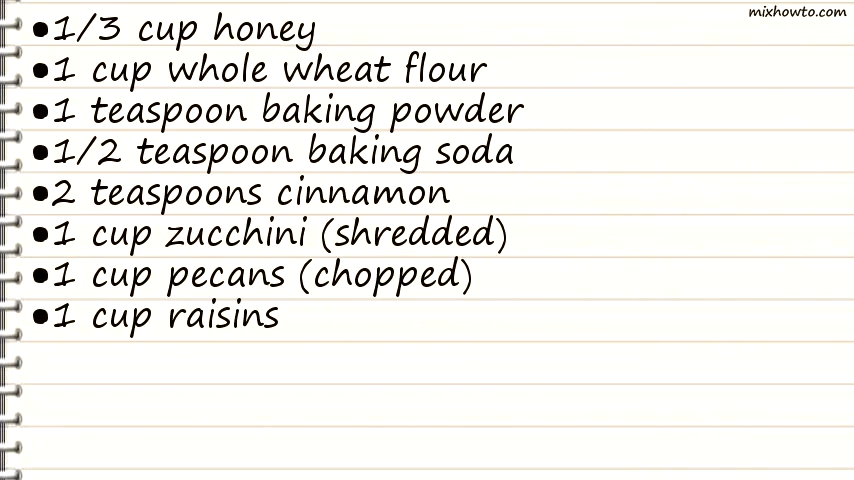 mixhowto.com
•1/3 cup honey
•1 cup whole wheat flour
•1 teaspoon baking powder
•1/2 teaspoon baking soda
•2 teaspoons cinnamon
•1 cup zucchini (shredded)
•1 cup pecans (chopped)
•1 cup raisins